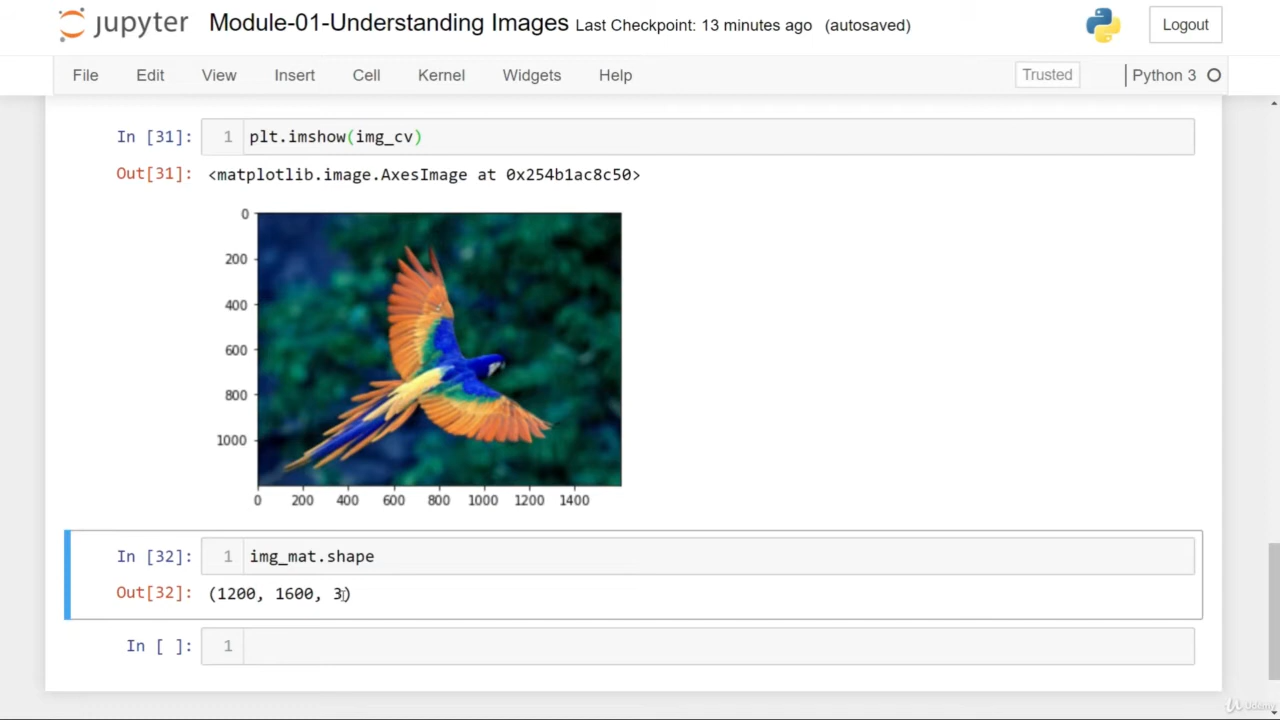 jupyter Module-01-Understanding Images Last Checkpoint: 13 minutes ago (autosaved) Logout
File Edit View Insert Cell Kernel Widgets Help Trusted Python 3
In [31]: 1 plt.imshow(img_cv)
Out[31]: <matplotlib.image.AxesImage at 0x254b1ac8c50>
0
200
400
600
800
1000
0 200 400 600 800 1000 1200 1400
In [32]: 1 img_mat.shape
Out[32]: (1200, 1600, 3)
In [ ]: 1
Udemy